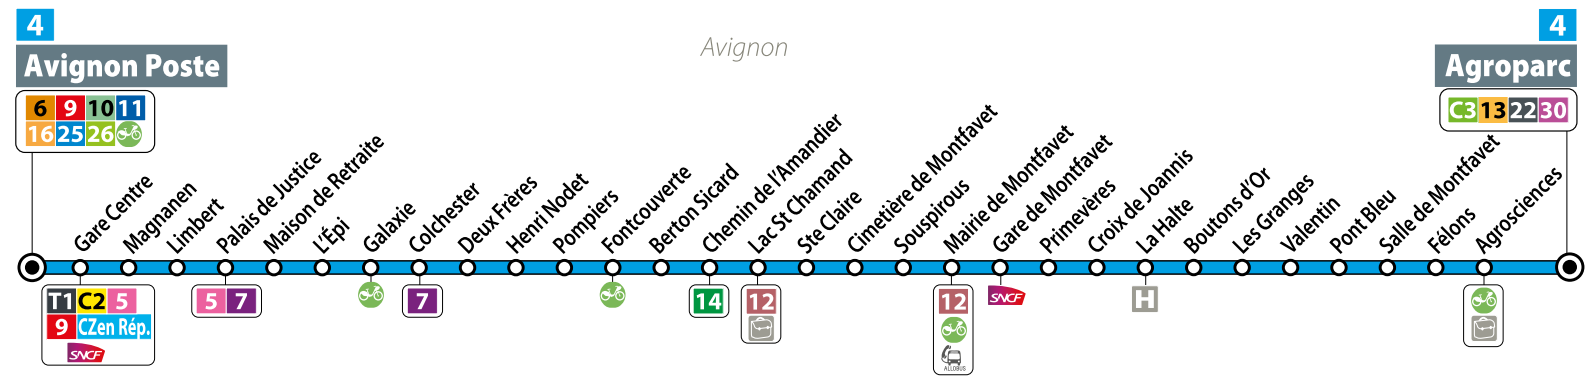 4
Avignon Poste
6 9 10 11
16 25 26
Avignon
4
Agroparc
C3 13 22 30
Gare Centre
Magnanen
Limbert
Palais de Justice
Maison de Retraite
L'Épi
Galaxie
Colchester
Deux Frères
Henri Nodet
Pompiers
Fontcouverte
Berton Sicard
Chemin de l'Amandier
Lac St Chamand
Ste Claire
Cimetière de Montfavet
Souspirous
Mairie de Montfavet
Gare de Montfavet
Primevères
Croix de Joannis
La Halte
Boutons d'Or
Les Granges
Valentin
Pont Bleu
Salle de Montfavet
Félons
Agrosciences
T1 C2 5
9 CZen Rép.
SNCF
5 7
7
14
12
12
ALLOBUS
SNCF
H